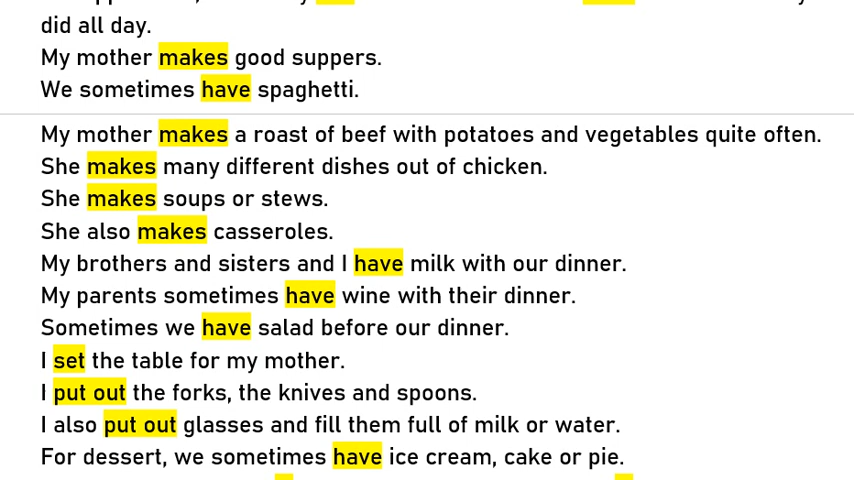 did all day.
My mother makes good suppers.
We sometimes have spaghetti.
My mother makes a roast of beef with potatoes and vegetables quite often.
She makes many different dishes out of chicken.
She makes soups or stews.
She also makes casseroles.
My brothers and sisters and I have milk with our dinner.
My parents sometimes have wine with their dinner.
Sometimes we have salad before our dinner.
I set the table for my mother.
I put out the forks, the knives and spoons.
I also put out glasses and fill them full of milk or water.
For dessert, we sometimes have ice cream, cake or pie.